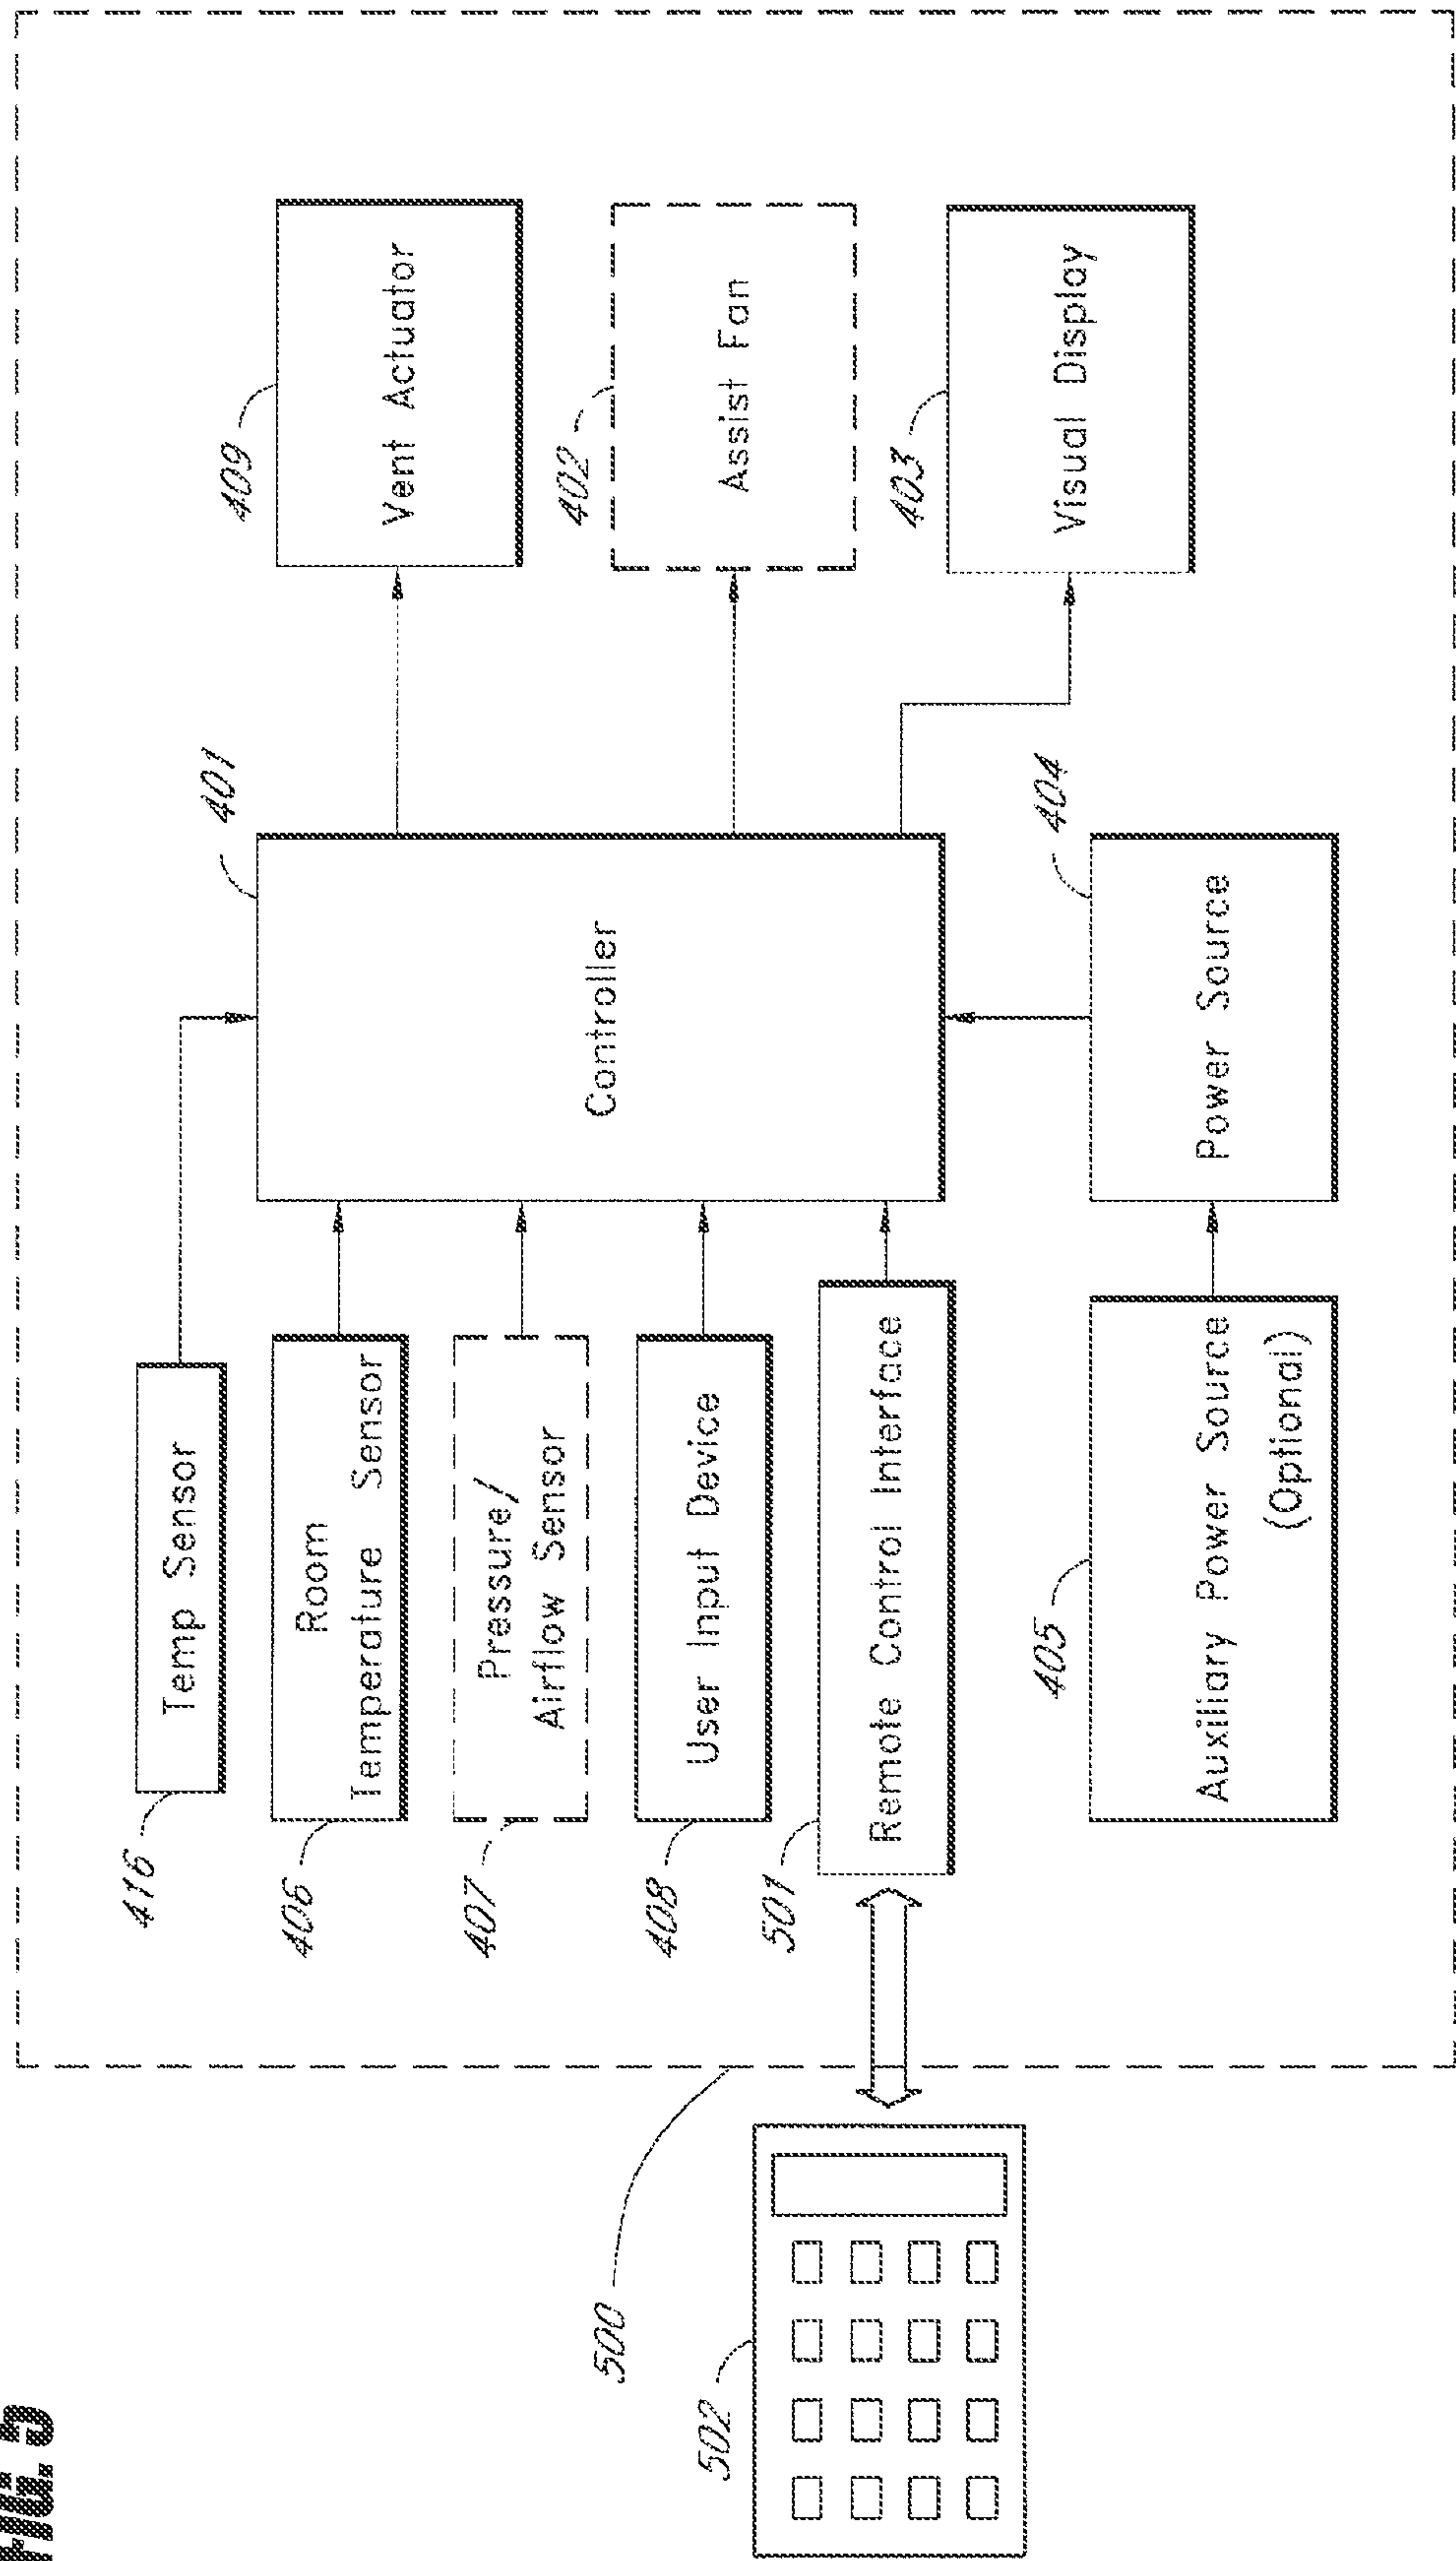 FIG. 5
416
Temp Sensor
406
Room
Temperature Sensor
407
Pressure/
Airflow Sensor
408
User Input Device
501
Remote Control Interface
405
Auxiliary Power Source
(Optional)
401
Controller
404
Power Source
409
Vent Actuator
402
Assist Fan
403
Visual Display
500
502